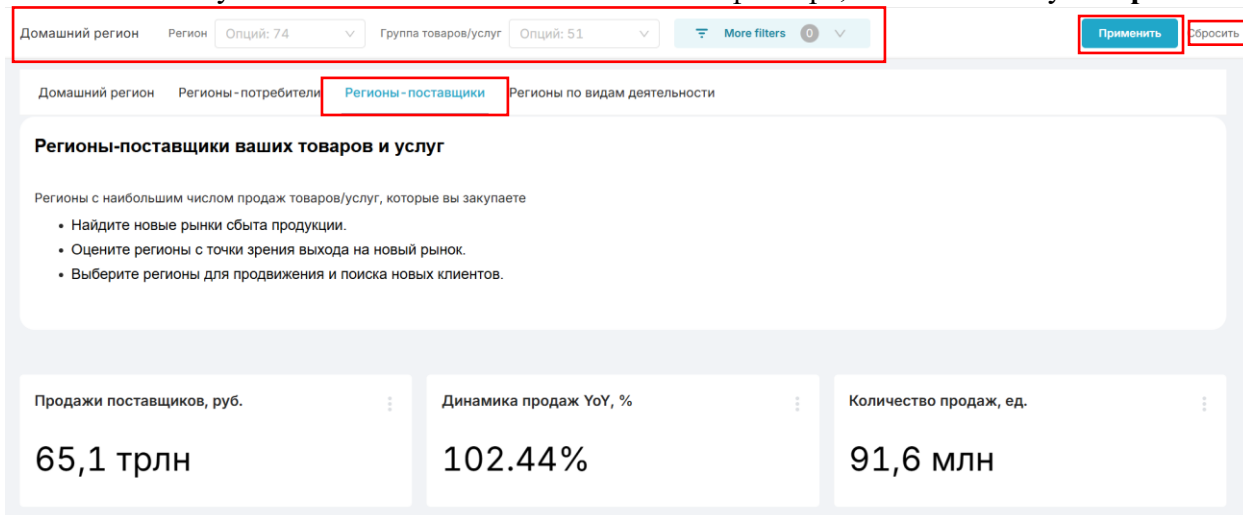 Домашний регион Регион Опций: 74 Группа товаров/услуг Опций: 51 More filters 0 Применить Сбросить
Домашний регион Регионы-потребители Регионы-поставщики Регионы по видам деятельности
Регионы-поставщики ваших товаров и услуг
Регионы с наибольшим числом продаж товаров/услуг, которые вы закупаете
• Найдите новые рынки сбыта продукции.
• Оцените регионы с точки зрения выхода на новый рынок.
• Выберите регионы для продвижения и поиска новых клиентов.
Продажи поставщиков, руб. Динамика продаж YoY, % Количество продаж, ед.
65,1 трлн 102.44% 91,6 млн